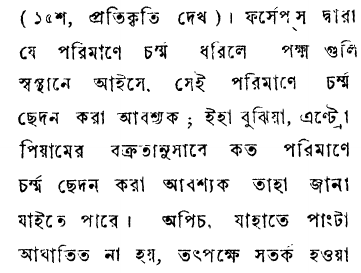 ( ১৫শ, প্রতিকৃতি দেখ )। ফর্সেপ্‌স্ দ্বারা
যে পরিমাণে চর্ম্ম ধরিলে পক্ষ্ম গুলি
স্বস্থানে আইসে, সেই পরিমাণে চর্ম্ম
ছেদন করা আবশ্যক ; ইহা বুঝিয়া, এণ্ট্রো
পিয়ামের বক্রতানুসারে কত পরিমাণে
চর্ম্ম ছেদন করা আবশ্যক তাহা জানা
যাইতে পারে। অপিচ, যাহাতে পাংটা
আঘাতিত না হয়, তৎপক্ষে সতর্ক হওয়া